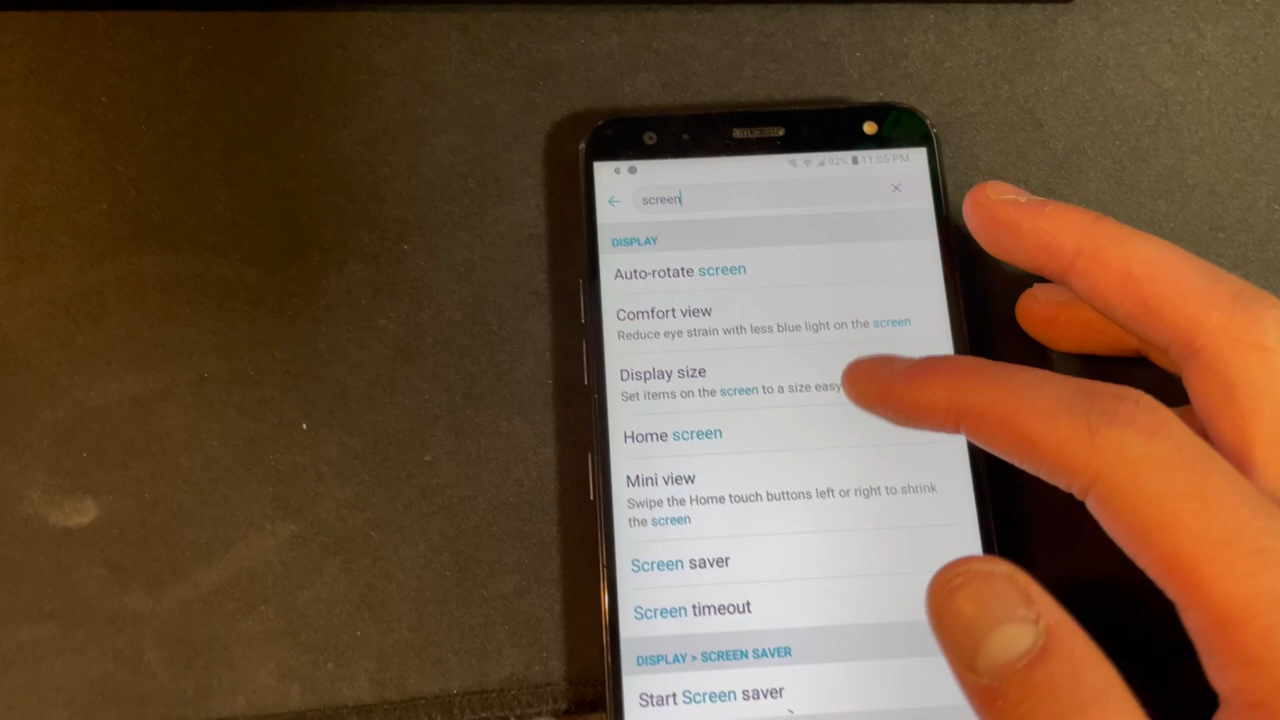 92% 11:05 PM
screen
DISPLAY
Auto-rotate screen
Comfort view
Reduce eye strain with less blue light on the screen
Display size
Set items on the screen to a size easy
Home screen
Mini view
Swipe the Home touch buttons left or right to shrink
the screen
Screen saver
Screen timeout
DISPLAY > SCREEN SAVER
Start Screen saver